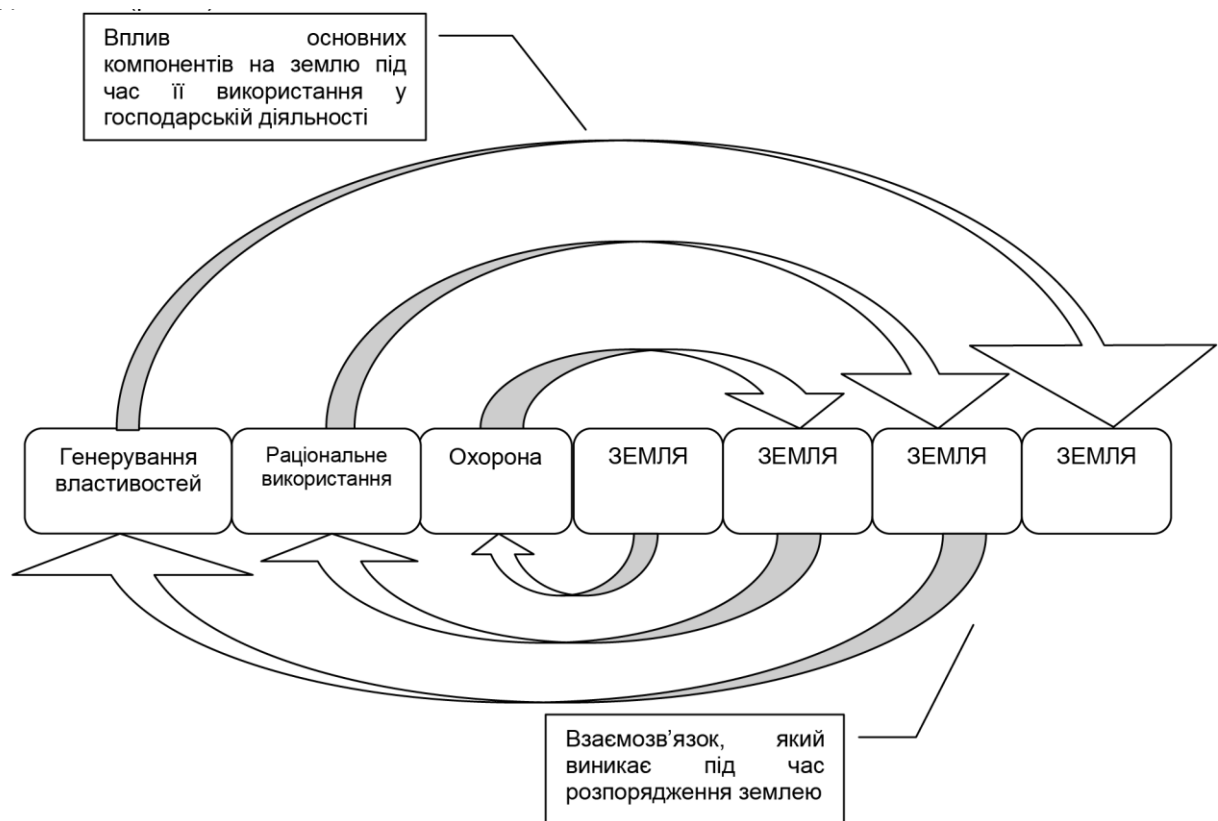 Вплив основних
компонентів на землю під
час її використання у
господарській діяльності
Генерування
властивостей
Раціональне
використання
Охорона
ЗЕМЛЯ
ЗЕМЛЯ
ЗЕМЛЯ
ЗЕМЛЯ
Взаємозв’язок, який
виникає під час
розпорядження землею